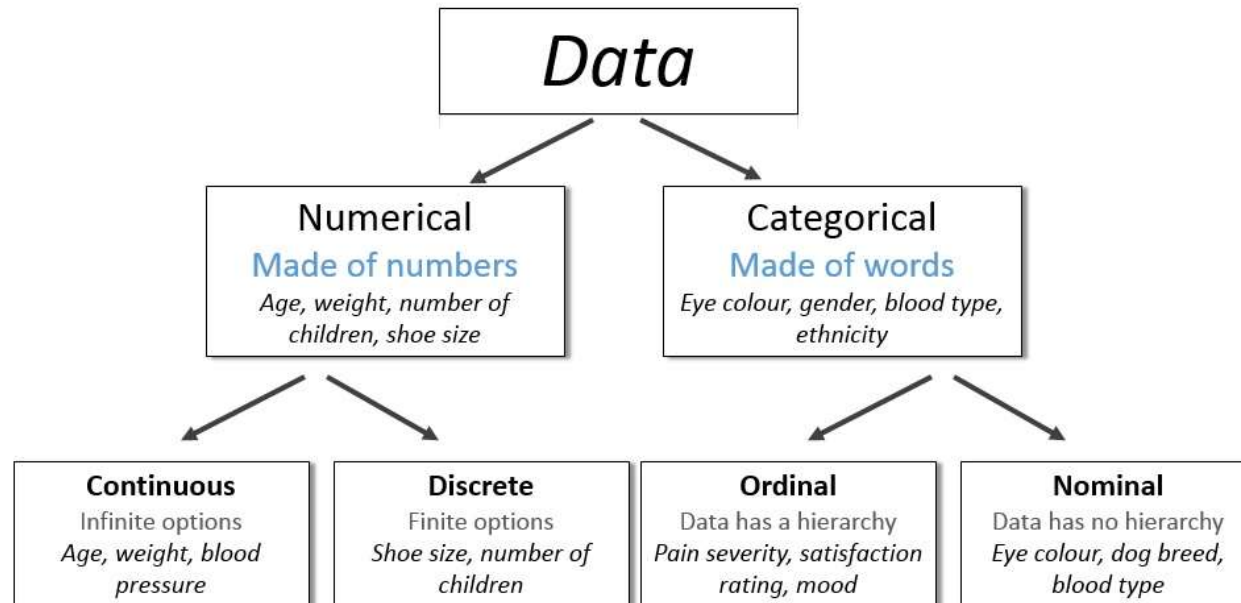 Data
Numerical
Made of numbers
Age, weight, number of
children, shoe size
Categorical
Made of words
Eye colour, gender, blood type,
ethnicity
Continuous
Infinite options
Age, weight, blood
pressure
Discrete
Finite options
Shoe size, number of
children
Ordinal
Data has a hierarchy
Pain severity, satisfaction
rating, mood
Nominal
Data has no hierarchy
Eye colour, dog breed,
blood type